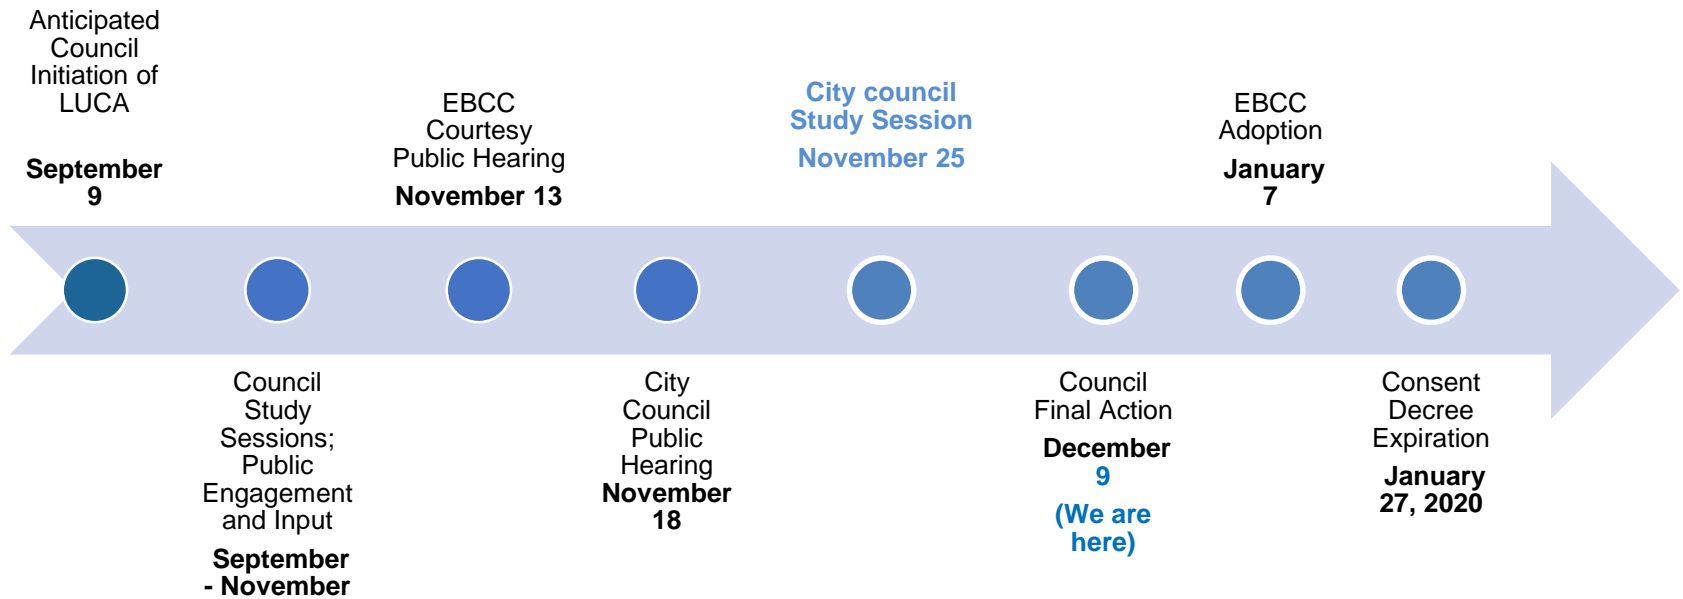 Anticipated
Council
Initiation of
LUCA
September
9
Council
Study
Sessions;
Public
Engagement
and Input
September
- November
EBCC
Courtesy
Public Hearing
November 13
City
Council
Public
Hearing
November
18
City council
Study Session
November 25
Council
Final Action
December
9
(We are
here)
EBCC
Adoption
January
7
Consent
Decree
Expiration
January
27, 2020